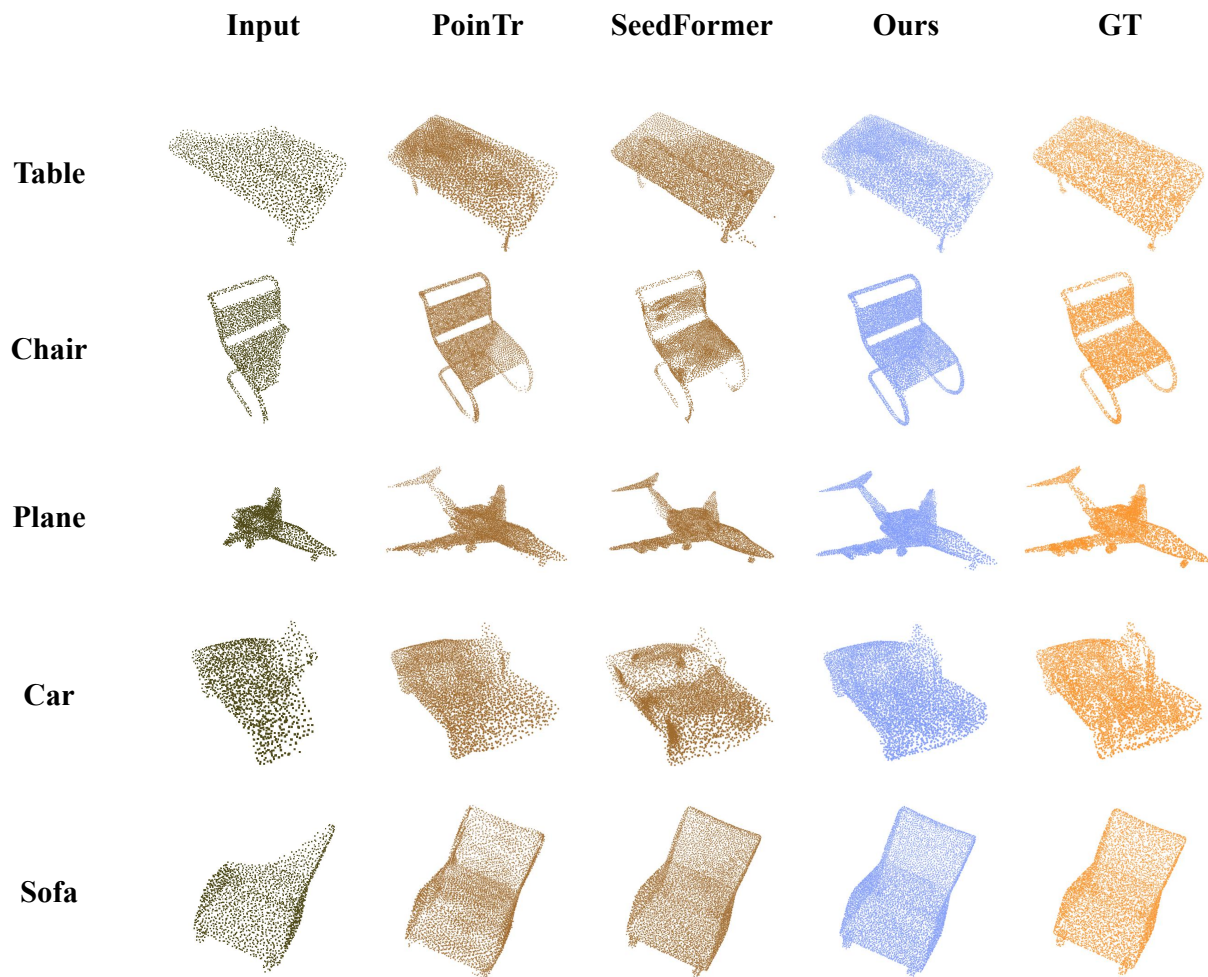 Input PoinTr SeedFormer Ours GT
Table
Chair
Plane
Car
Sofa